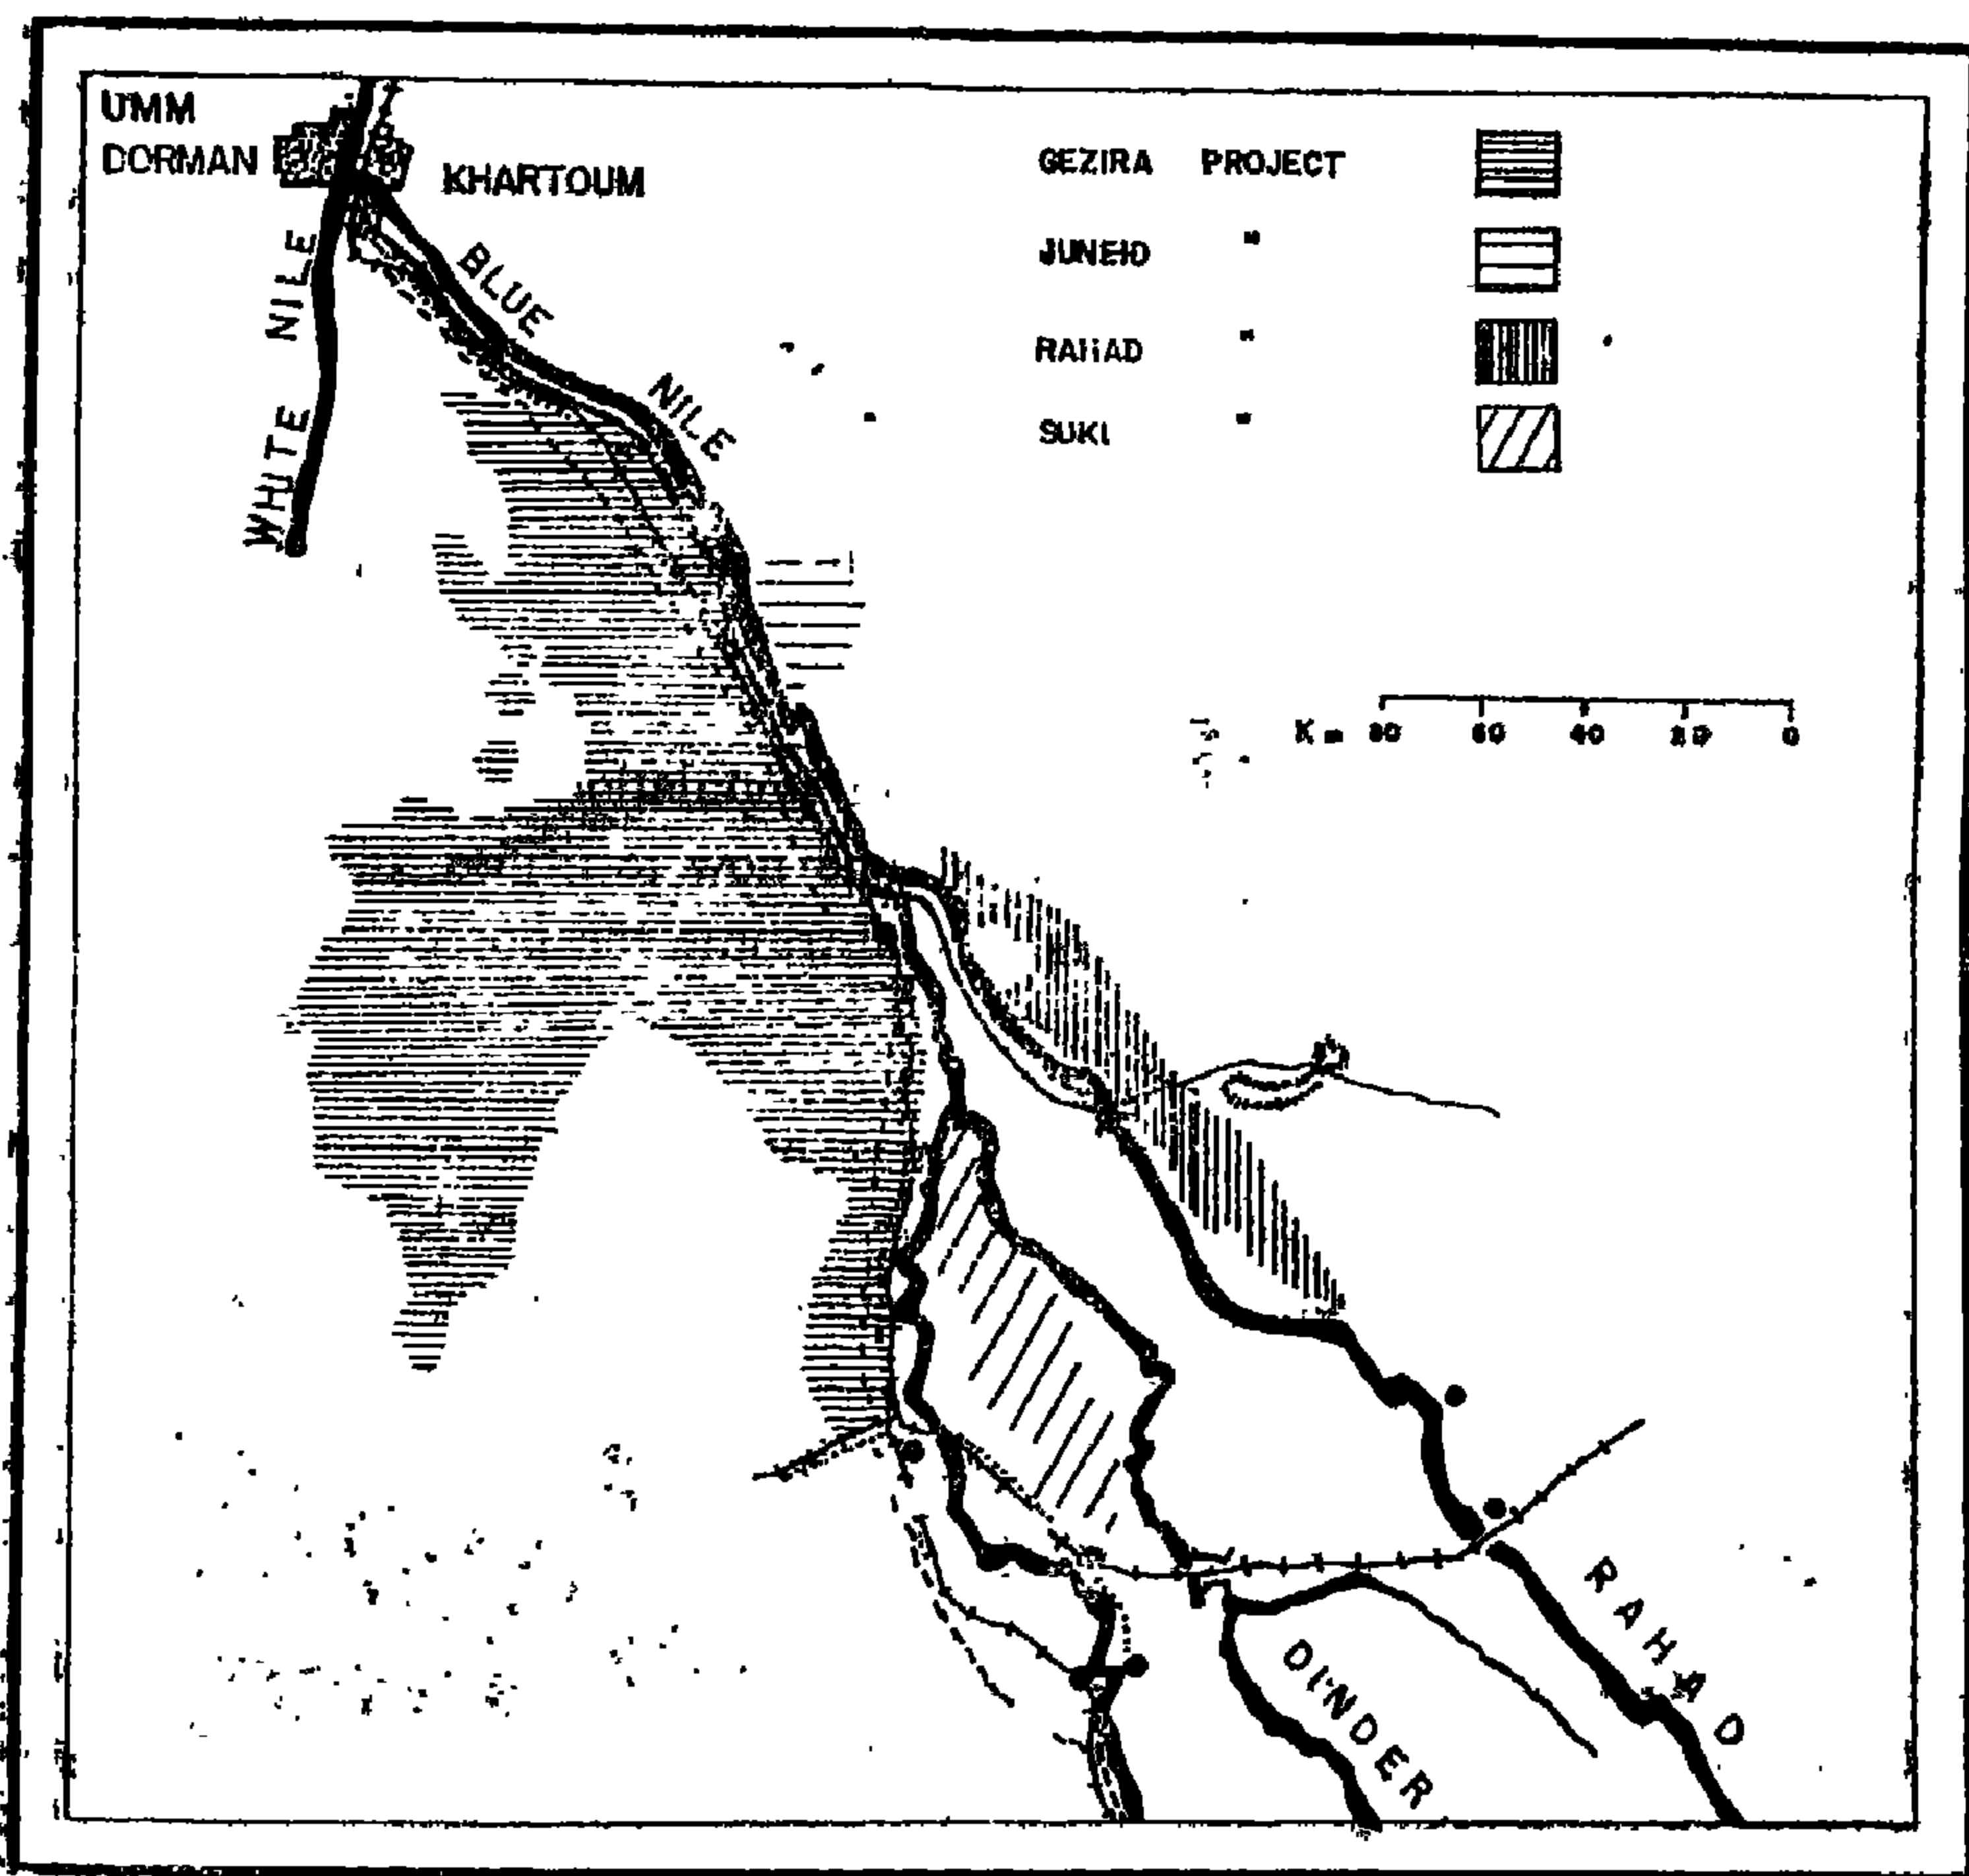 UMM
DORMAN
KHARTOUM
WHITE NILE
BLUE NILE
GEZIRA PROJECT
JUNEID "
RAHAD "
SUKI "
Km 80 60 40 20 0
RAHAD
DINDER